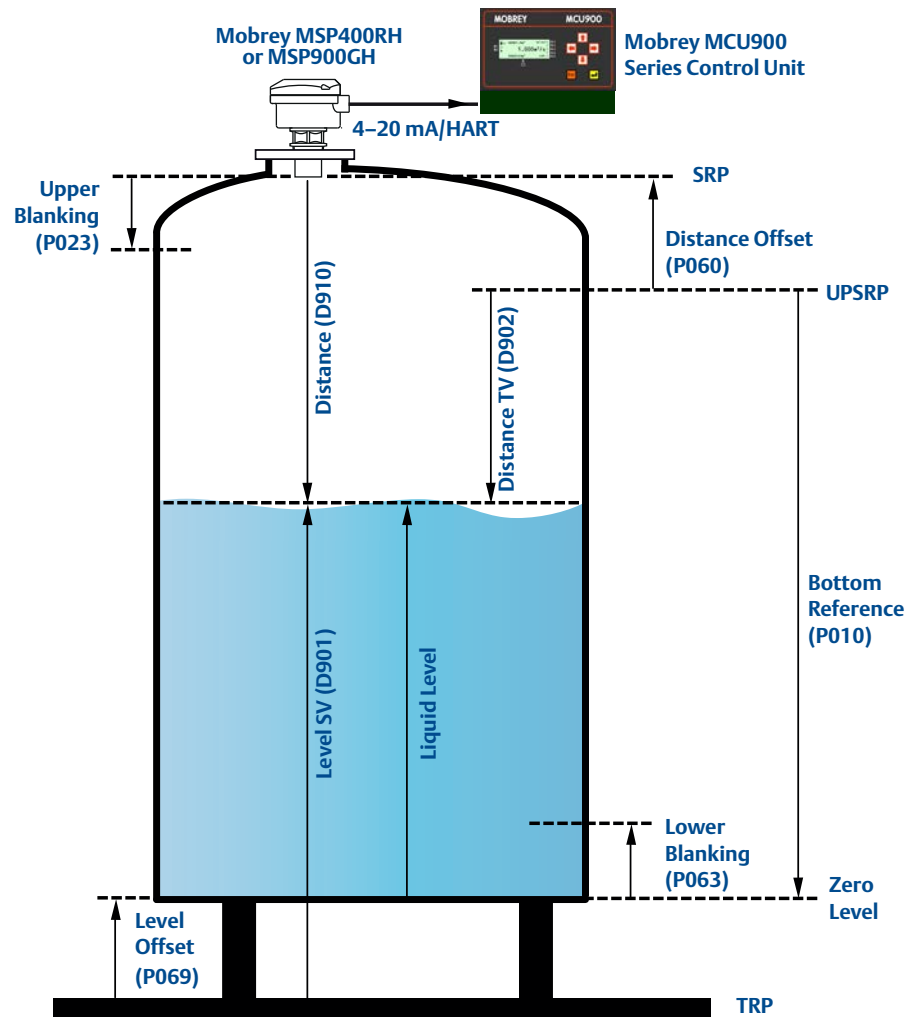 Mobrey MSP400RH
or MSP900GH
MOBREY
MCU900
Mobrey MCU900
Series Control Unit
4–20 mA/HART
SRP
Upper
Blanking
(P023)
Distance Offset
(P060)
UPSRP
Distance (D910)
Distance TV (D902)
Bottom
Reference
(P010)
Level SV (D901)
Liquid Level
Lower
Blanking
(P063)
Zero
Level
Level
Offset
(P069)
TRP